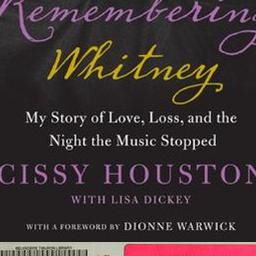 Remembering
Whitney
My Story of Love, Loss, and the
Night the Music Stopped
CISSY HOUSTON
WITH LISA DICKEY
WITH A FOREWORD BY DIONNE WARWICK